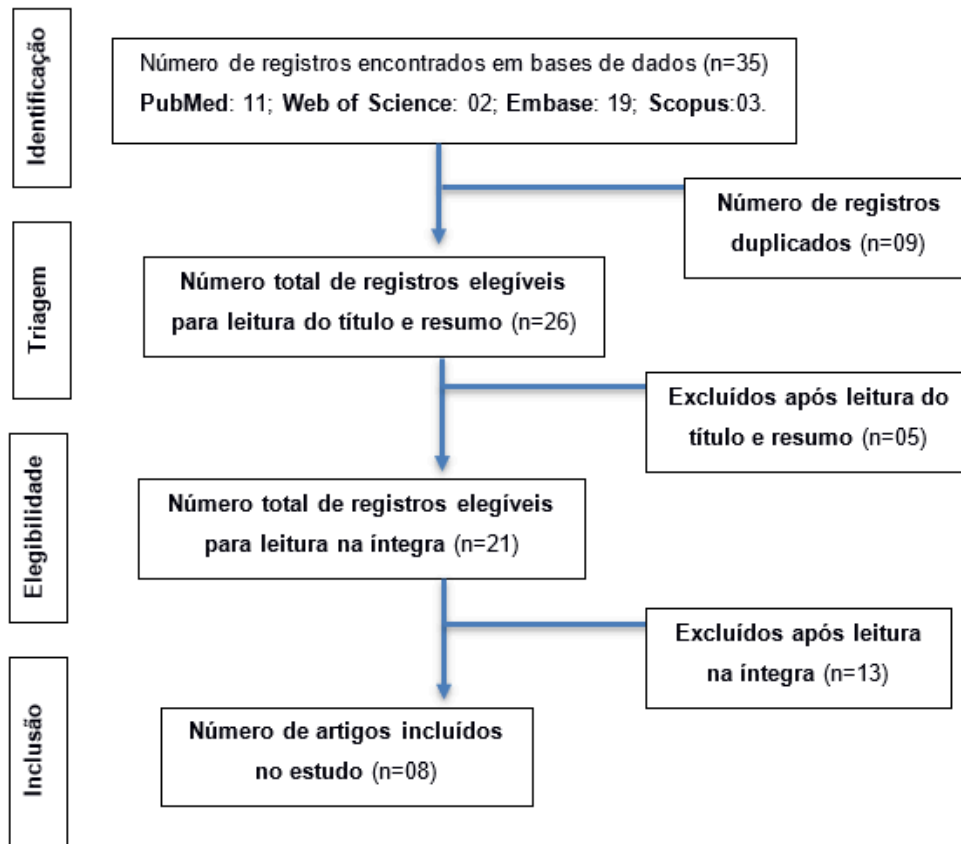 Identificação
Número de registros encontrados em bases de dados (n=35)
PubMed: 11; Web of Science: 02; Embase: 19; Scopus:03.
Número de registros
duplicados (n=09)
Triagem
Número total de registros elegíveis
para leitura do título e resumo (n=26)
Excluídos após leitura do
título e resumo (n=05)
Elegibilidade
Número total de registros elegíveis
para leitura na íntegra (n=21)
Excluídos após leitura
na íntegra (n=13)
Inclusão
Número de artigos incluídos
no estudo (n=08)